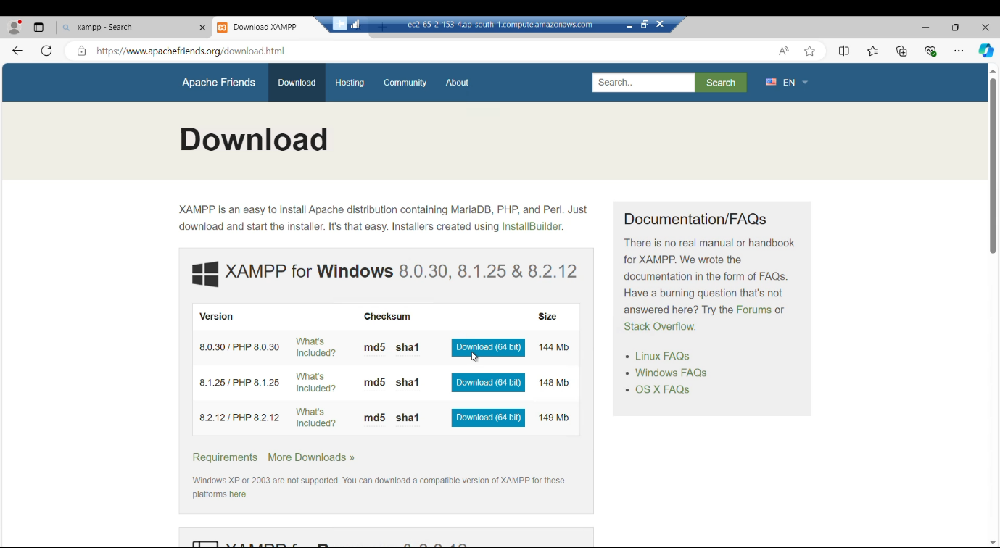 xampp - Search
Download XAMPP
ec2-65-2-153-4.ap-south-1.compute.amazonaws.com
https://www.apachefriends.org/download.html
Apache Friends
Download
Hosting
Community
About
Search..
Search
EN
Download
XAMPP is an easy to install Apache distribution containing MariaDB, PHP, and Perl. Just
download and start the installer. It's that easy. Installers created using InstallBuilder.
XAMPP for Windows 8.0.30, 8.1.25 & 8.2.12
Version Checksum Size
8.0.30 / PHP 8.0.30 What's Included? md5 sha1 Download (64 bit) 144 Mb
8.1.25 / PHP 8.1.25 What's Included? md5 sha1 Download (64 bit) 148 Mb
8.2.12 / PHP 8.2.12 What's Included? md5 sha1 Download (64 bit) 149 Mb
Requirements More Downloads »
Windows XP or 2003 are not supported. You can download a compatible version of XAMPP for these
platforms here.
Documentation/FAQs
There is no real manual or handbook
for XAMPP. We wrote the
documentation in the form of FAQs.
Have a burning question that's not
answered here? Try the Forums or
Stack Overflow.
• Linux FAQs
• Windows FAQs
• OS X FAQs